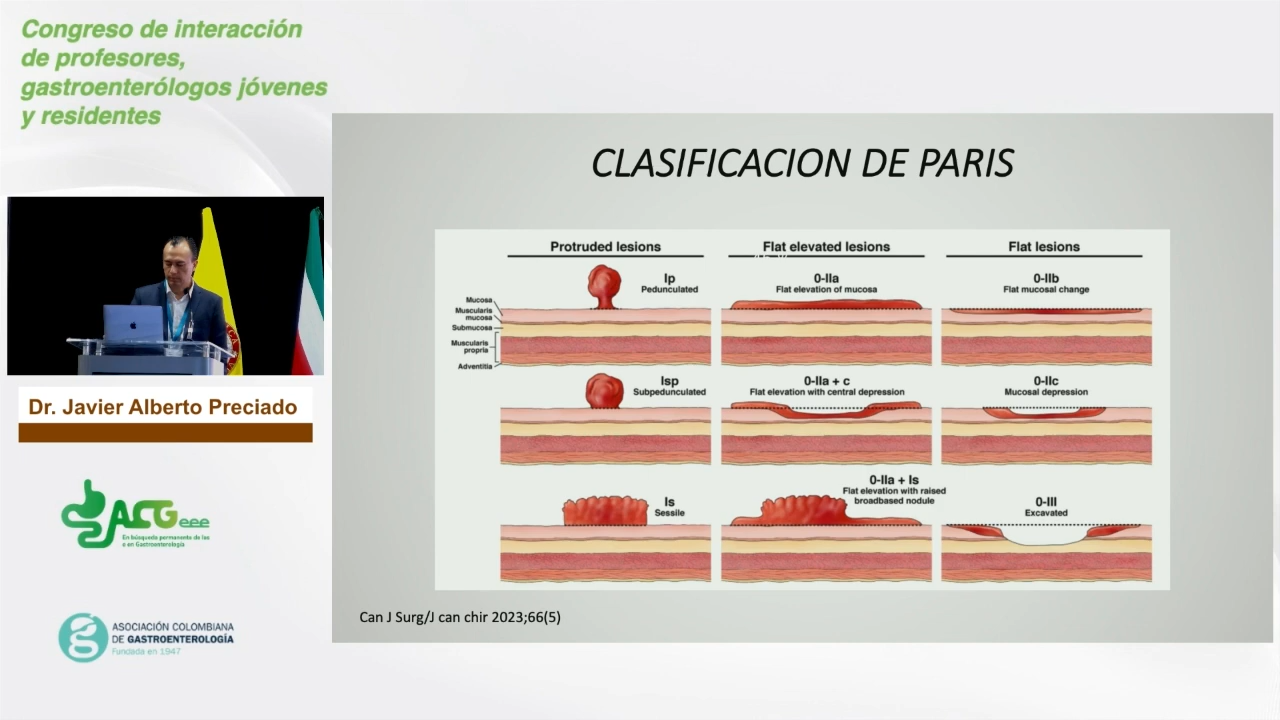 Congreso de interacción
de profesores,
gastroenterólogos jóvenes
y residentes
Dr. Javier Alberto Preciado
ACGeee
En búsqueda permanente de las
e en Gastroenterología
ASOCIACIÓN COLOMBIANA
DE GASTROENTEROLOGÍA
Fundada en 1947
CLASIFICACION DE PARIS
Protruded lesions
Flat elevated lesions
Flat lesions
Ip
Pedunculated
0-IIa
Flat elevation of mucosa
0-IIb
Flat mucosal change
Mucosa
Muscularis
mucosa
Submucosa
Muscularis
propria
Adventitia
Isp
Subpedunculated
0-IIa + c
Flat elevation with central depression
0-IIc
Mucosal depression
Is
Sessile
0-IIa + Is
Flat elevation with raised
broadbased nodule
0-III
Excavated
Can J Surg/J can chir 2023;66(5)